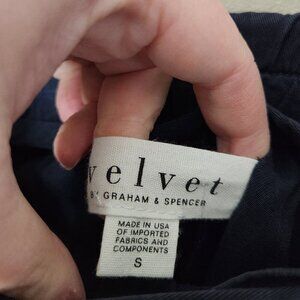 velvet
BY GRAHAM & SPENCER
MADE IN USA
OF IMPORTED
FABRICS AND
COMPONENTS
S